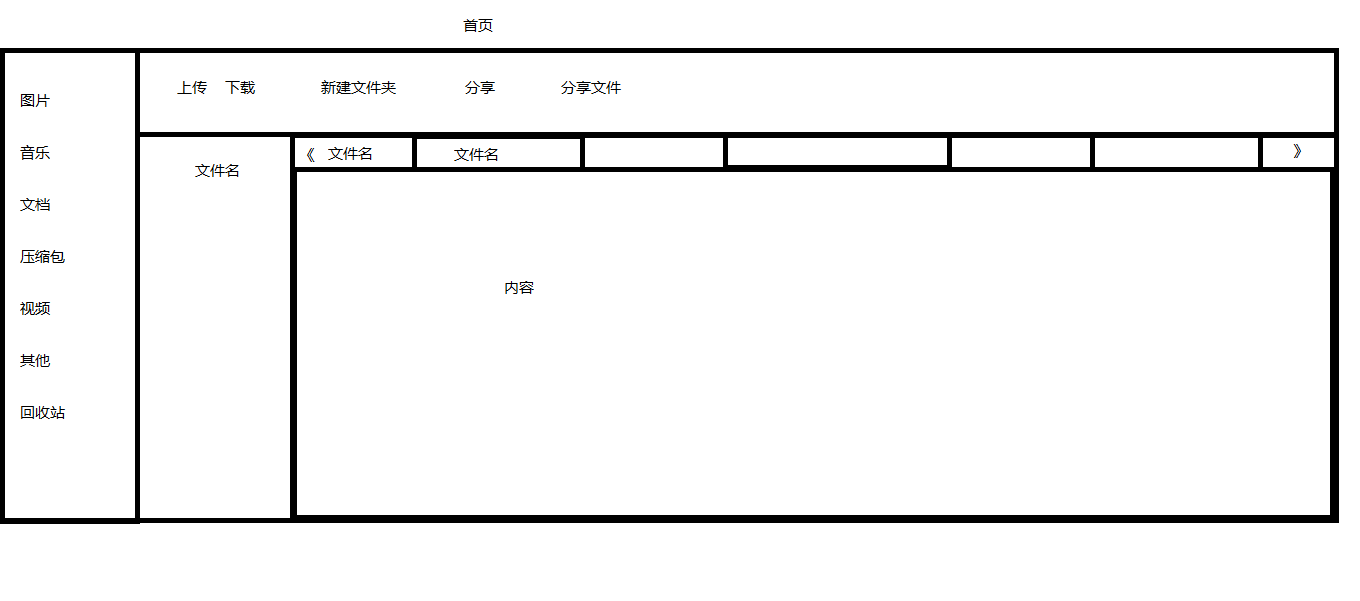 首页
上传 下载 新建文件夹 分享 分享文件
图片
音乐
文档
压缩包
视频
其他
回收站
文件名
《 文件名 文件名 》
内容